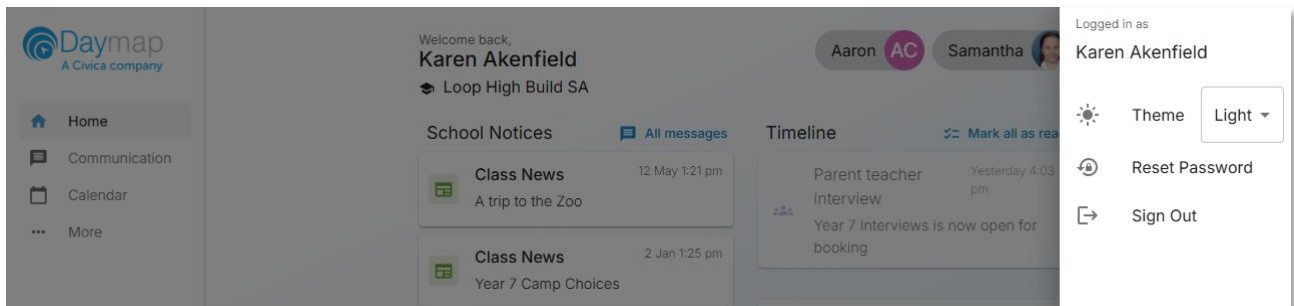 Daymap
A Civica company
Home
Communication
Calendar
More
Welcome back,
Karen Akenfield
Loop High Build SA
Aaron AC
Samantha
School Notices
All messages
Class News 12 May 1:21 pm
A trip to the Zoo
Class News 2 Jan 1:25 pm
Year 7 Camp Choices
Timeline
Mark all as rea
Parent teacher Yesterday 4:03
interview pm
Year 7 Interviews is now open for
booking
Logged in as
Karen Akenfield
Theme Light
Reset Password
Sign Out